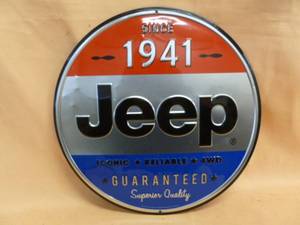 SINCE
1941
Jeep®
ICONIC ★ RELIABLE ★ 4WD
★ GUARANTEED ★
Superior Quality